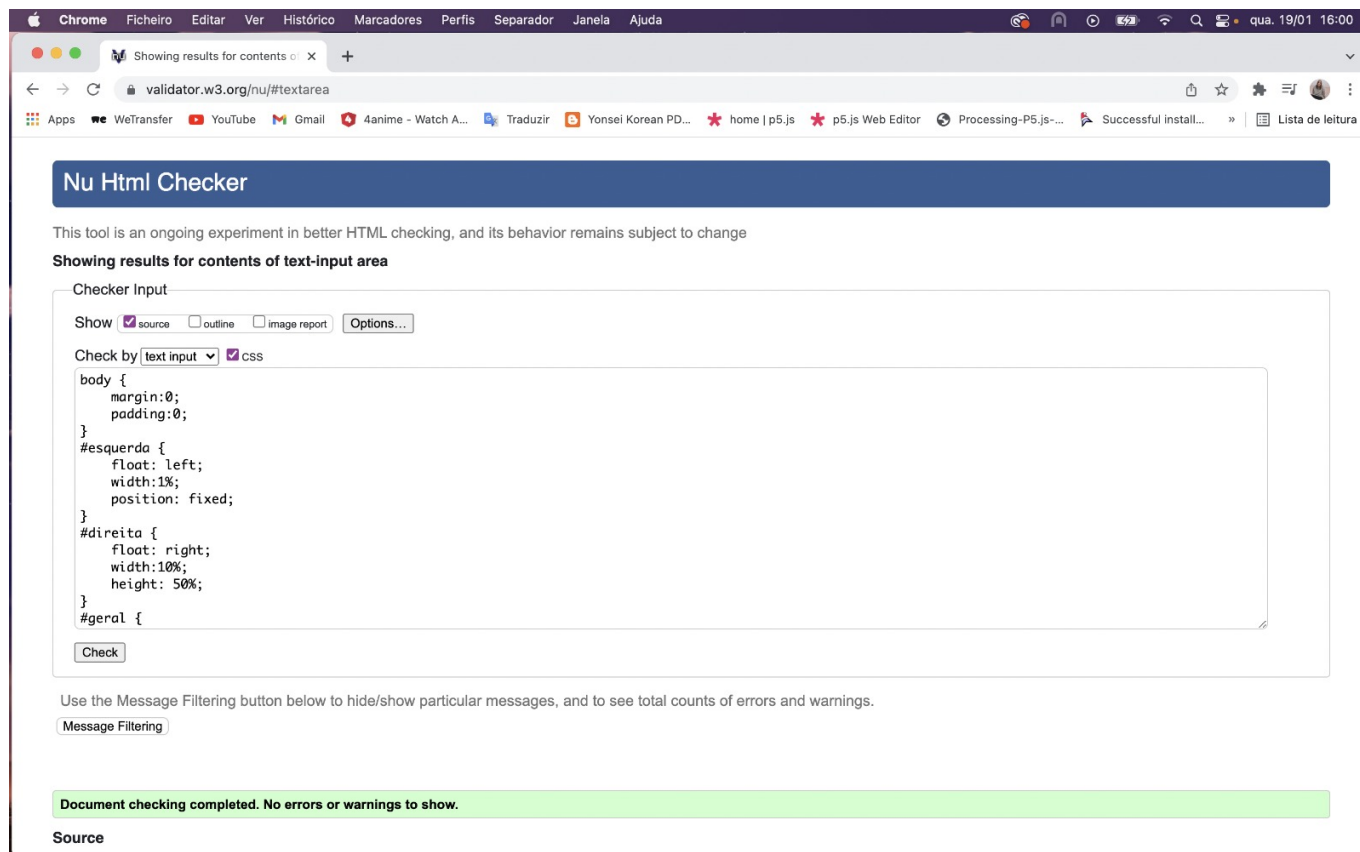 Chrome Ficheiro Editar Ver Histórico Marcadores Perfis Separador Janela Ajuda qua. 19/01 16:00
Showing results for contents o
validator.w3.org/nu/#textarea
Apps WeTransfer YouTube Gmail 4anime - Watch A... Traduzir Yonsei Korean PD... home | p5.js p5.js Web Editor Processing-P5.js-... Successful install... » Lista de leitura
Nu Html Checker
This tool is an ongoing experiment in better HTML checking, and its behavior remains subject to change
Showing results for contents of text-input area
Checker Input
Show source outline image report Options...
Check by text input css
body {
margin:0;
padding:0;
}
#esquerda {
float: left;
width:1%;
position: fixed;
}
#direita {
float: right;
width:10%;
height: 50%;
}
#geral {
Check
Use the Message Filtering button below to hide/show particular messages, and to see total counts of errors and warnings.
Message Filtering
Document checking completed. No errors or warnings to show.
Source